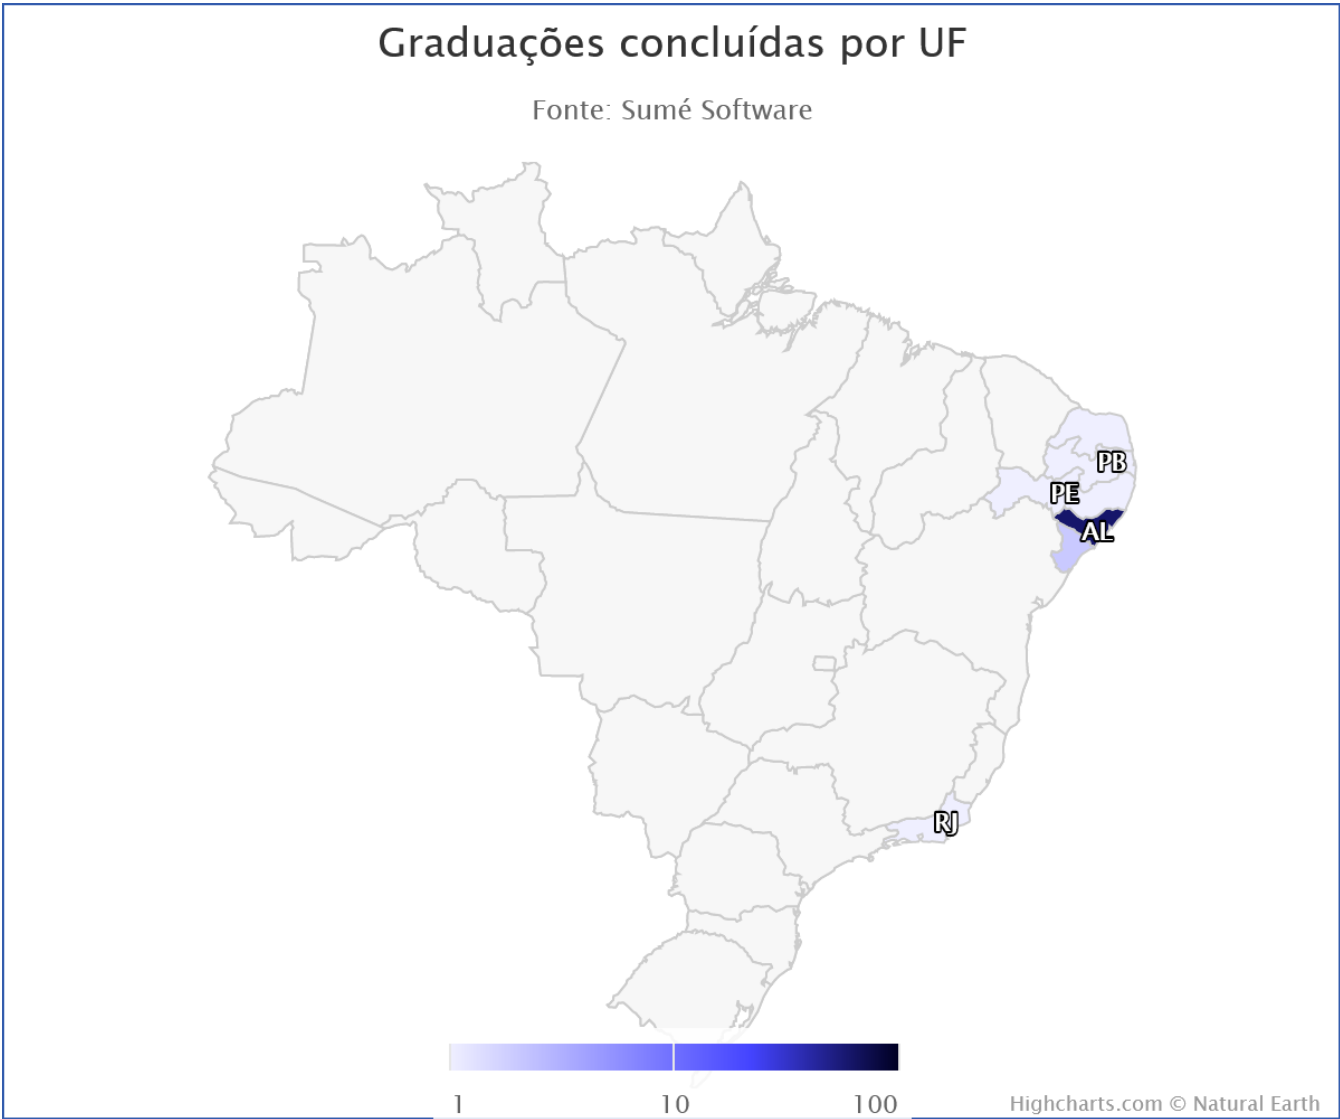 Graduações concluídas por UF
Fonte: Sumé Software
PB
PE
AL
RJ
1 10 100
Highcharts.com © Natural Earth